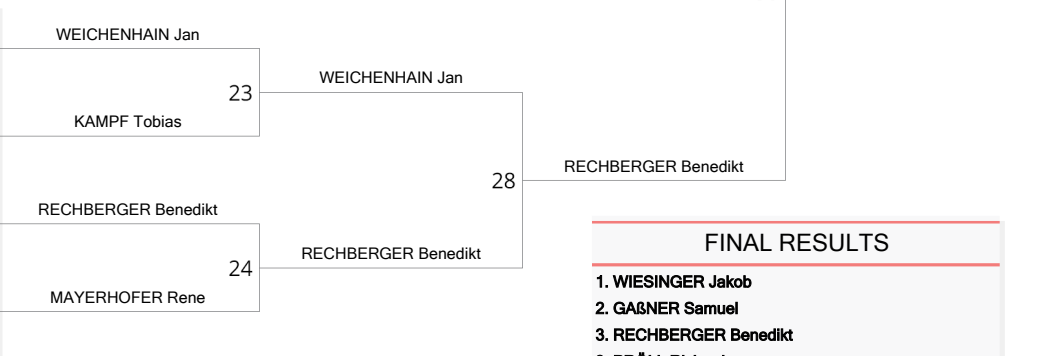 WEICHENHAIN Jan
WEICHENHAIN Jan
23
KAMPF Tobias
RECHBERGER Benedikt
28
RECHBERGER Benedikt
RECHBERGER Benedikt
24
MAYERHOFER Rene
FINAL RESULTS
1. WIESINGER Jakob
2. GAßNER Samuel
3. RECHBERGER Benedikt